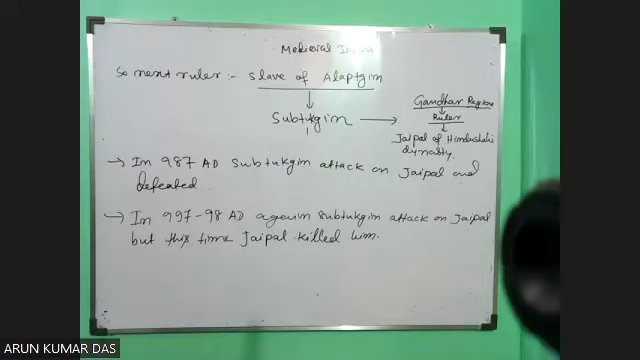 Medieval India
So next ruler :- Slave of Alaptgin
Subtukgin
Gandhar Region
Ruler
Jaipal of Hindushahi
dynasty.
→ In 987 AD Subtukgim attack on Jaipal and
defeated.
→ In 997-98 AD again Subtukgim attack on Jaipal
but this time Jaipal killed him.
ARUN KUMAR DAS